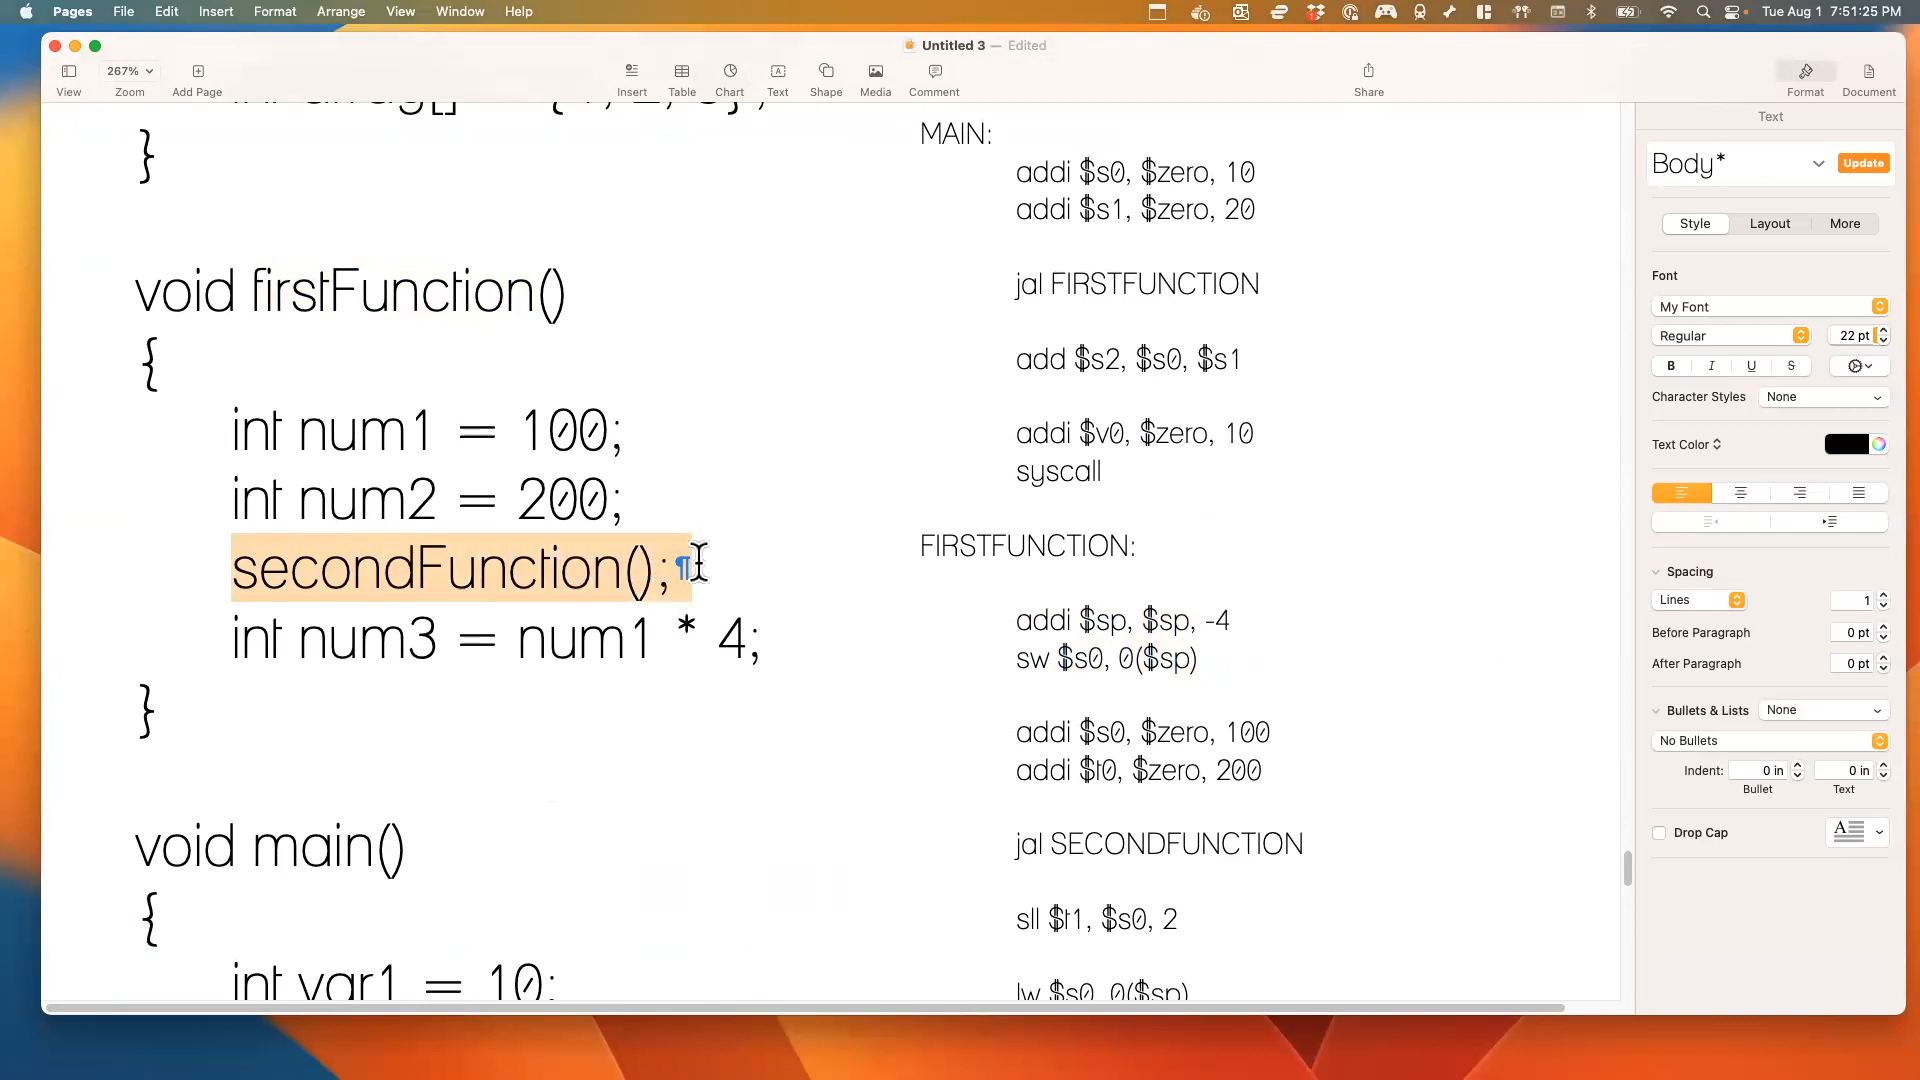 Pages File Edit Insert Format Arrange View Window Help
Tue Aug 1 7:51:25 PM
Untitled 3 — Edited
267%
View Zoom Add Page Insert Table Chart Text Shape Media Comment Share Format Document
}
void firstFunction()
{
int num1 = 100;
int num2 = 200;
secondFunction();¶
int num3 = num1 * 4;
}
void main()
{
int var1 = 10;
MAIN:
addi $s0, $zero, 10
addi $s1, $zero, 20
jal FIRSTFUNCTION
add $s2, $s0, $s1
addi $v0, $zero, 10
syscall
FIRSTFUNCTION:
addi $sp, $sp, -4
sw $s0, 0($sp)
addi $s0, $zero, 100
addi $t0, $zero, 200
jal SECONDFUNCTION
sll $t1, $s0, 2
lw $s0, 0($sp)
Text
Body*
Update
Style Layout More
Font
My Font
Regular 22 pt
B I U S
Character Styles None
Text Color
Spacing
Lines 1
Before Paragraph 0 pt
After Paragraph 0 pt
Bullets & Lists None
No Bullets
Indent: 0 in 0 in
Bullet Text
Drop Cap
A